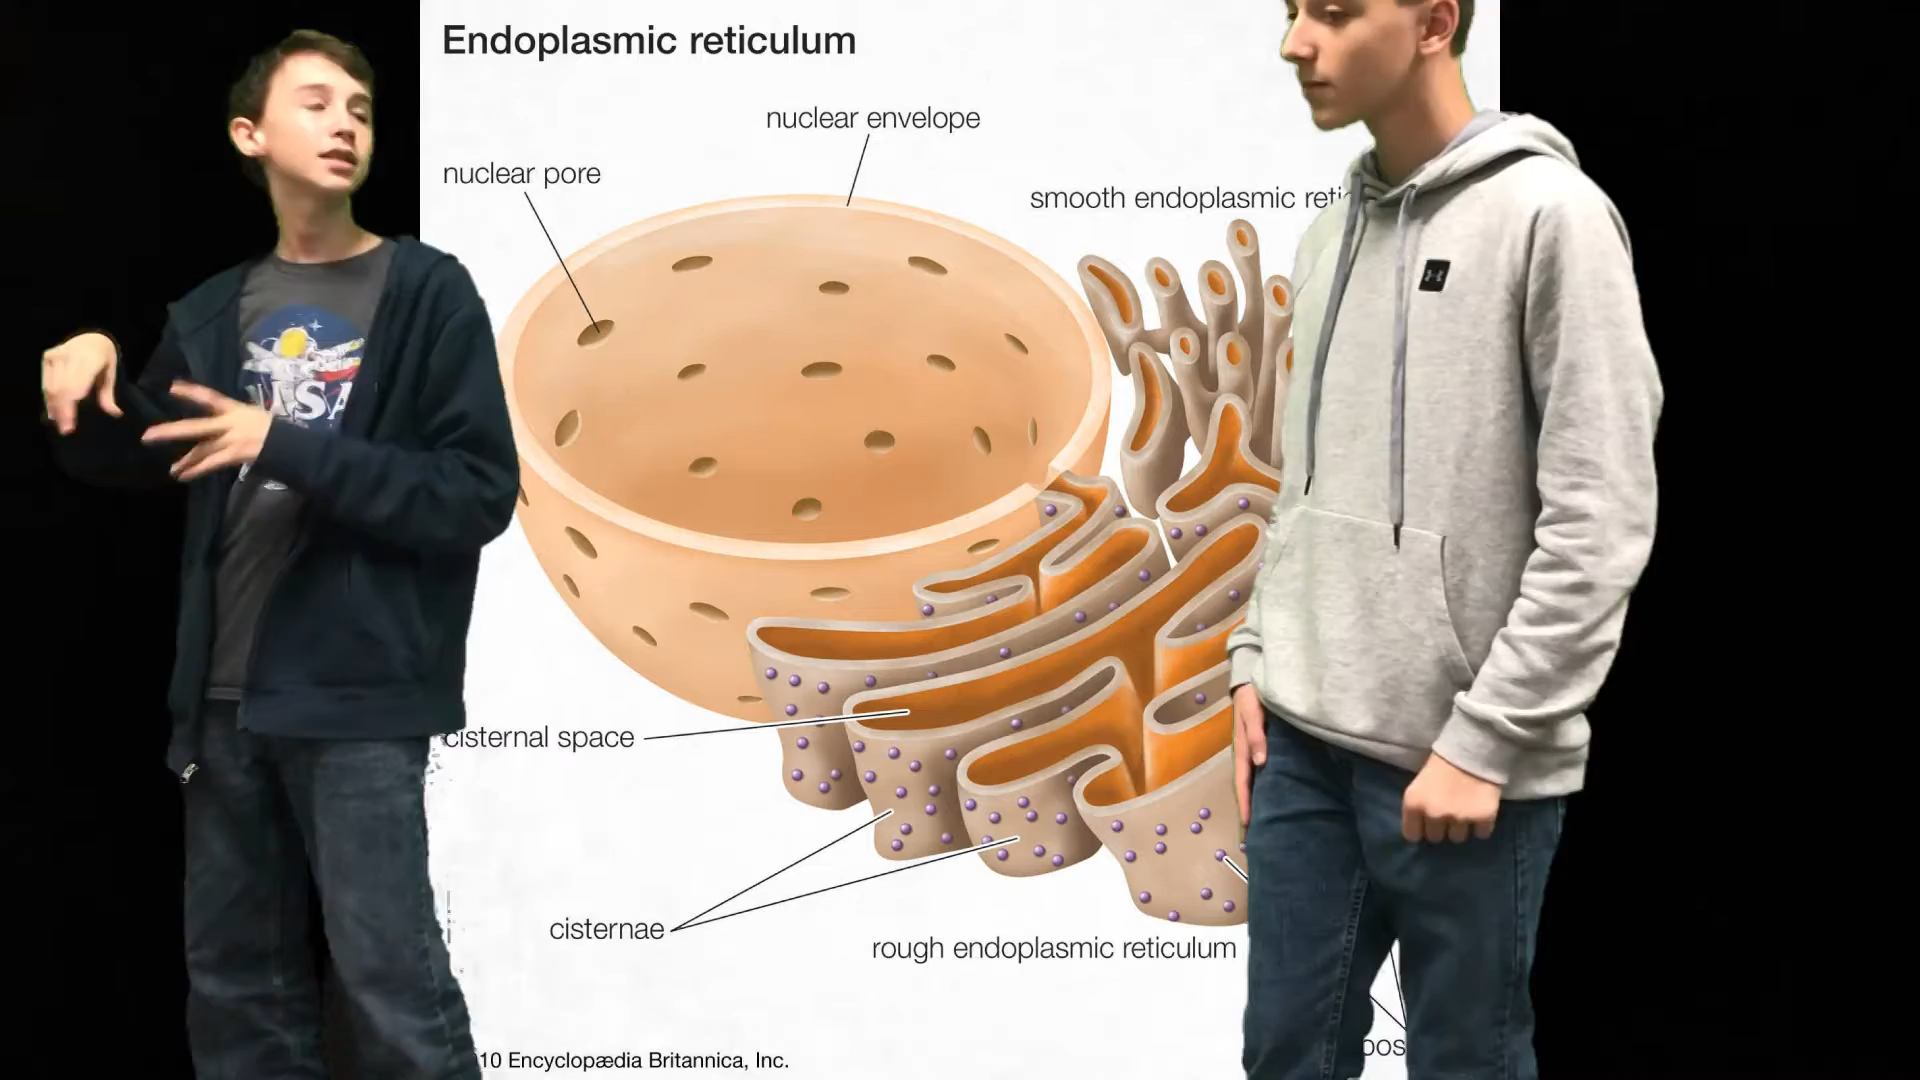 Endoplasmic reticulum
nuclear envelope
nuclear pore
smooth endoplasmic reti
NASA
cisternal space
cisternae
rough endoplasmic reticulum
10 Encyclopædia Britannica, Inc.